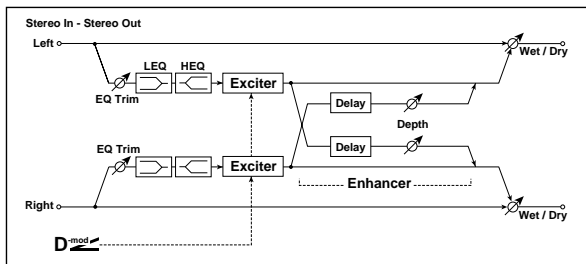 Stereo In - Stereo Out
Left
Wet / Dry
LEQ HEQ
EQ Trim
Exciter
Delay
Depth
EQ Trim
Delay
Exciter
Enhancer
Right
Wet / Dry
D-mod